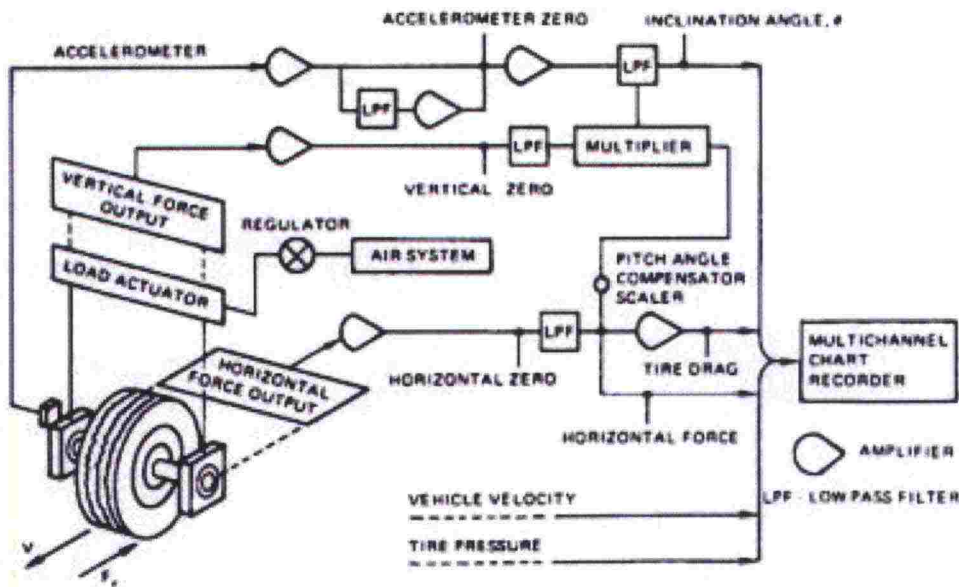 ACCELEROMETER ZERO
INCLINATION ANGLE, θ
ACCELEROMETER
LPF
LPF
LPF
MULTIPLIER
VERTICAL ZERO
VERTICAL FORCE
OUTPUT
REGULATOR
AIR SYSTEM
LOAD ACTUATOR
PITCH ANGLE
COMPENSATOR
SCALER
LPF
HORIZONTAL
FORCE OUTPUT
HORIZONTAL ZERO
TIRE DRAG
MULTICHANNEL
CHART
RECORDER
HORIZONTAL FORCE
AMPLIFIER
VEHICLE VELOCITY
LPF - LOW PASS FILTER
TIRE PRESSURE
V